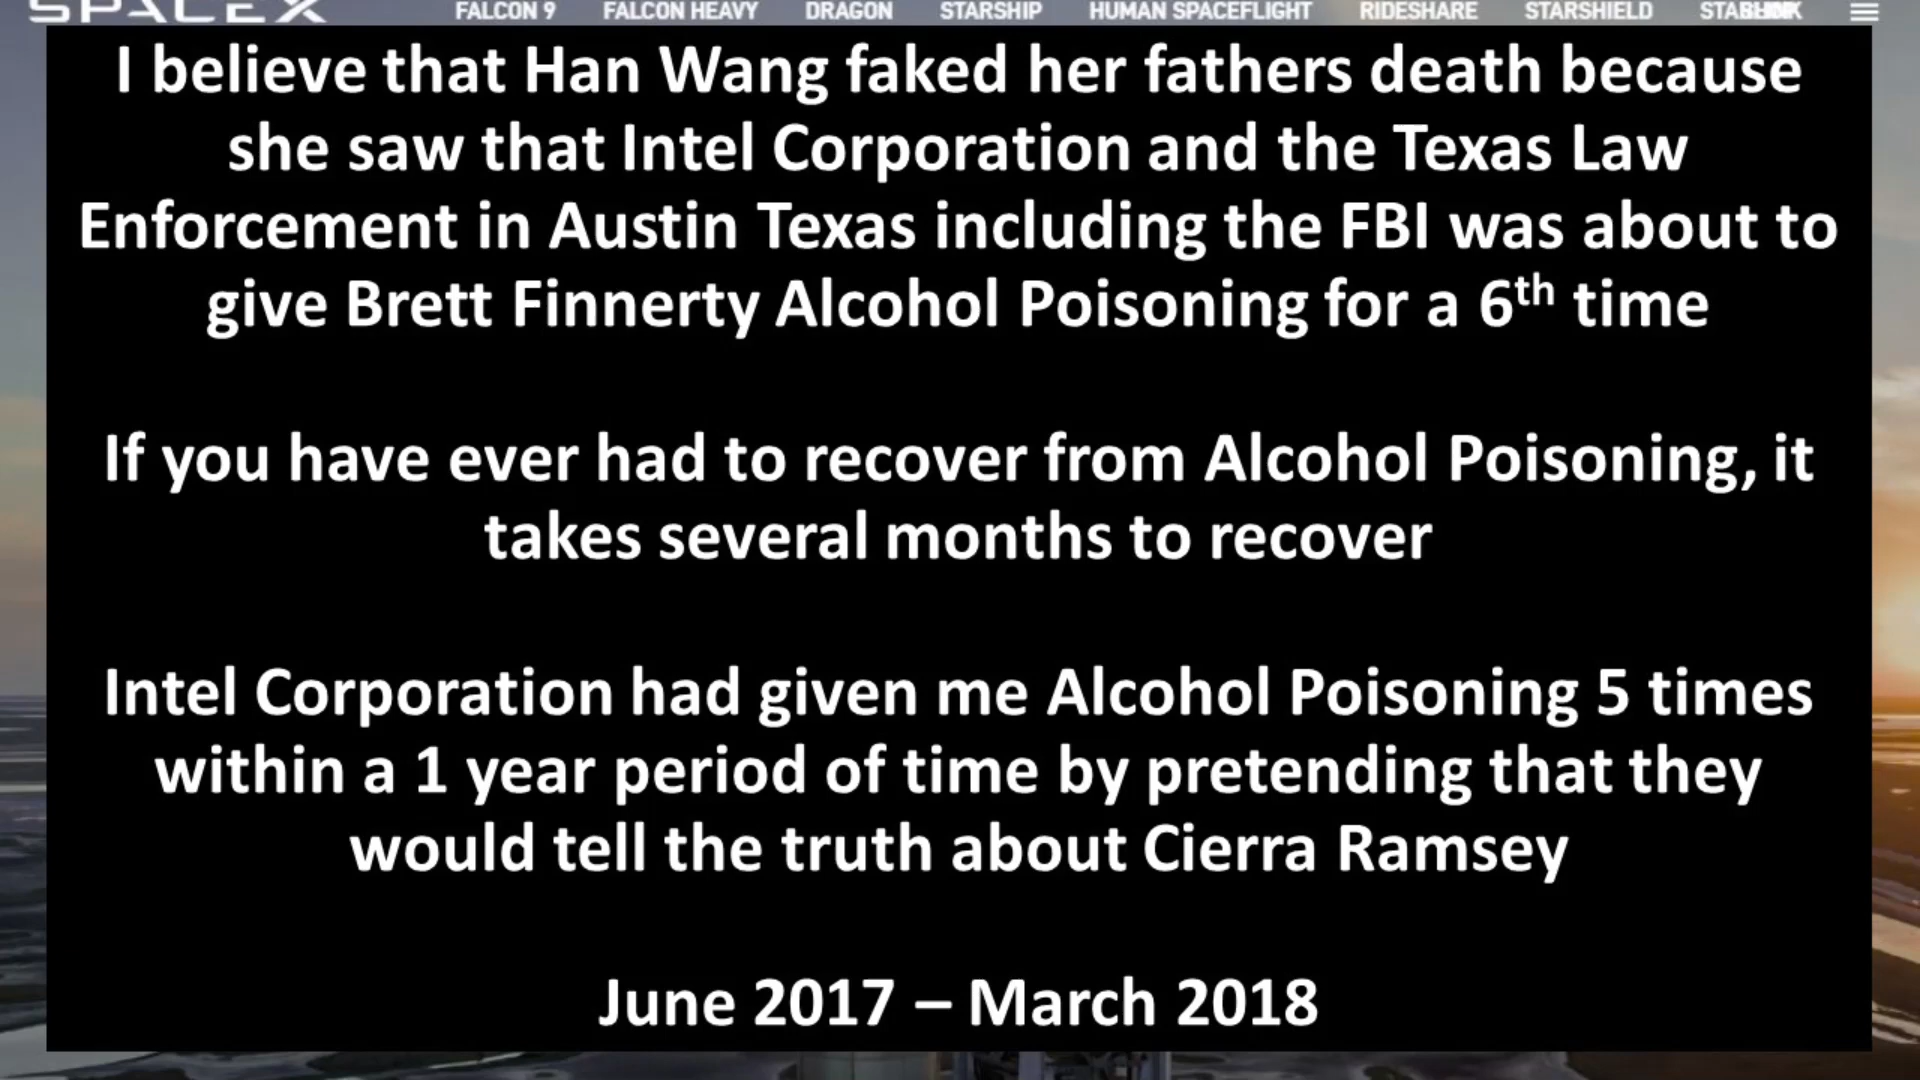 SPACEX
FALCON 9 FALCON HEAVY DRAGON STARSHIP HUMAN SPACEFLIGHT RIDESHARE STARSHIELD
I believe that Han Wang faked her fathers death because
she saw that Intel Corporation and the Texas Law
Enforcement in Austin Texas including the FBI was about to
give Brett Finnerty Alcohol Poisoning for a 6th time
If you have ever had to recover from Alcohol Poisoning, it
takes several months to recover
Intel Corporation had given me Alcohol Poisoning 5 times
within a 1 year period of time by pretending that they
would tell the truth about Cierra Ramsey
June 2017 – March 2018